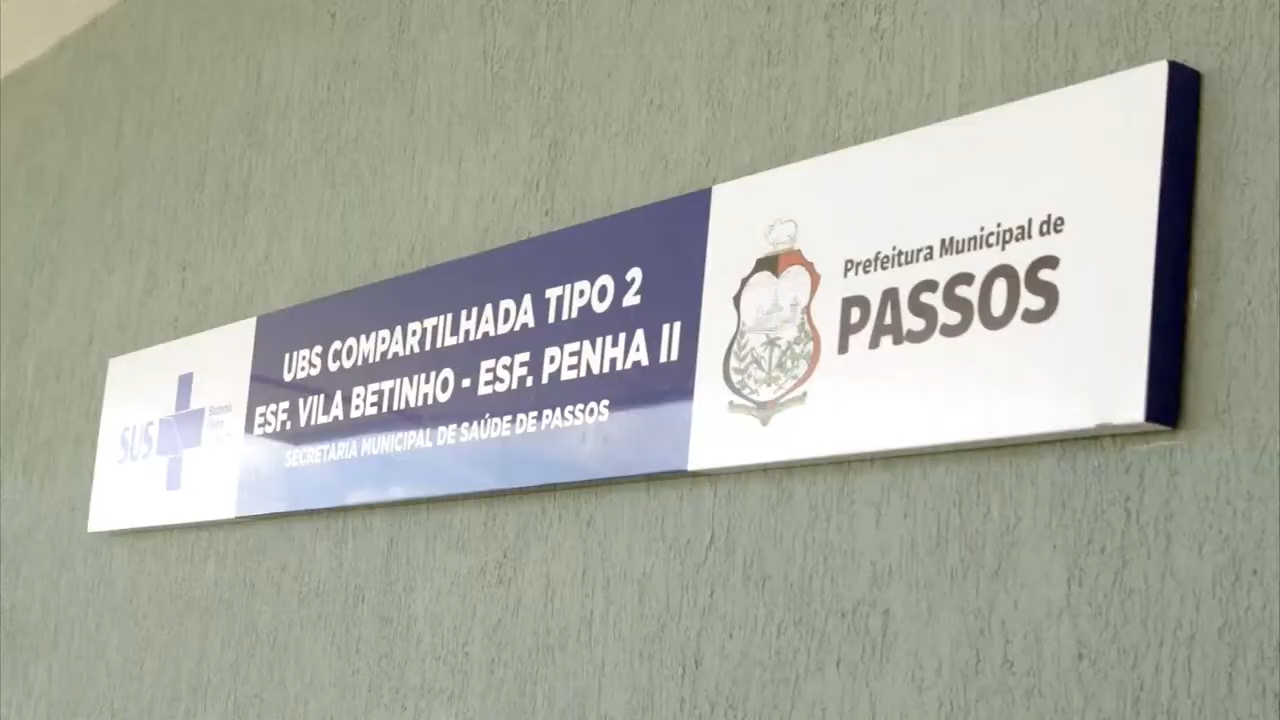 SUS
UBS COMPARTILHADA TIPO 2
ESF. VILA BETINHO - ESF. PENHA II
SECRETARIA MUNICIPAL DE SAÚDE DE PASSOS
Prefeitura Municipal de
PASSOS